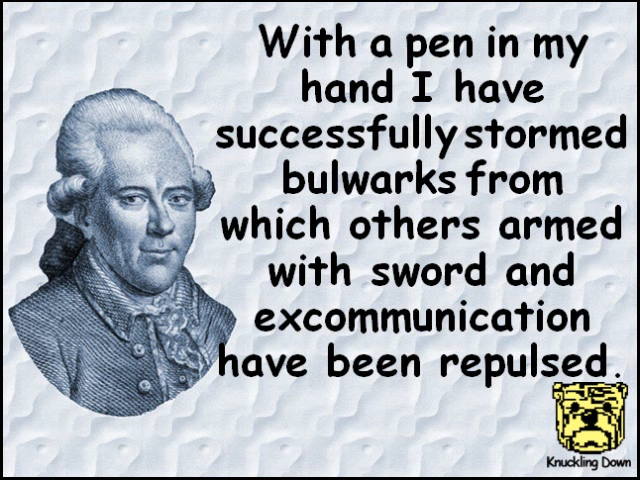 With a pen in my
hand I have
successfully stormed
bulwarks from
which others armed
with sword and
excommunication
have been repulsed.
Knuckling Down